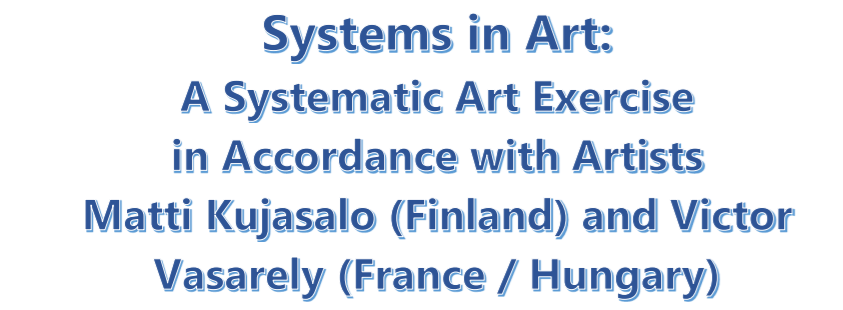 Systems in Art:
A Systematic Art Exercise
in Accordance with Artists
Matti Kujasalo (Finland) and Victor
Vasarely (France / Hungary)